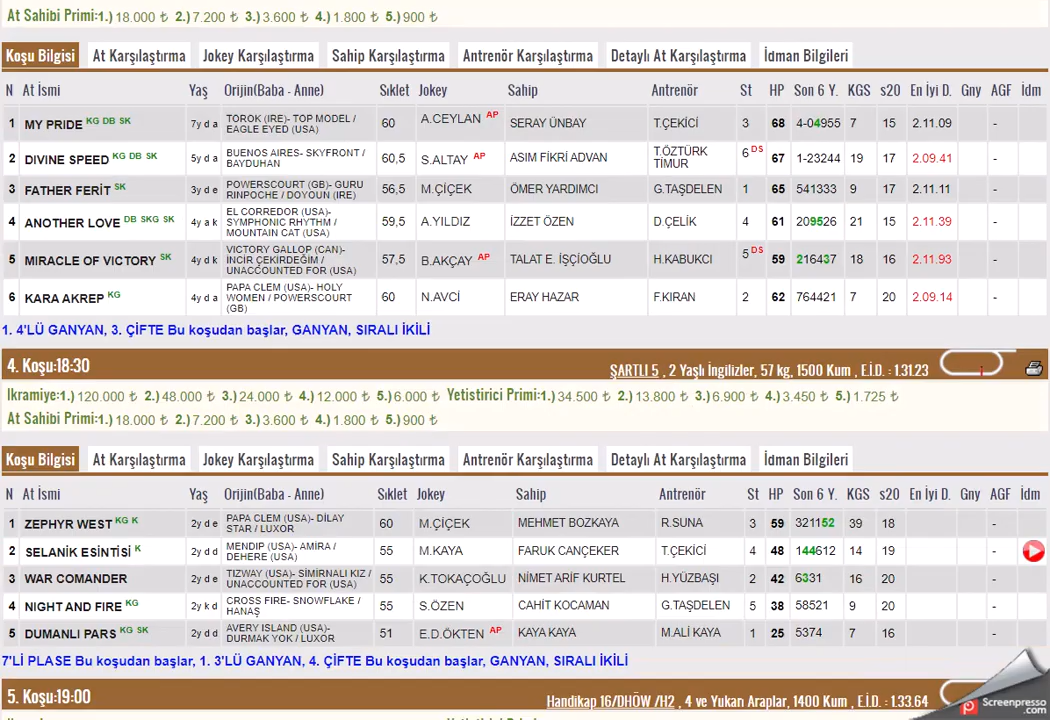 At Sahibi Primi:1.) 18.000 ₺ 2.) 7.200 ₺ 3.) 3.600 ₺ 4.) 1.800 ₺ 5.) 900 ₺
Koşu Bilgisi At Karşılaştırma Jokey Karşılaştırma Sahip Karşılaştırma Antrenör Karşılaştırma Detaylı At Karşılaştırma İdman Bilgileri
N At İsmi Yaş Orijin(Baba - Anne) Sıklet Jokey Sahip Antrenör St HP Son 6 Y. KGS s20 En İyi D. Gny AGF İdm
1 MY PRIDE KG DB SK 7y d a TOROK (IRE)- TOP MODEL / EAGLE EYED (USA) 60 A.CEYLAN AP SERAY ÜNBAY T.ÇEKİCİ 3 68 4-04955 7 15 2.11.09 -
2 DIVINE SPEED KG DB SK 5y d a BUENOS AIRES- SKYFRONT / BAYDUHAN 60,5 S.ALTAY AP ASIM FİKRİ ADVAN T.ÖZTÜRK TİMUR 6 DS 67 1-23244 19 17 2.09.41 -
3 FATHER FERİT SK 3y d e POWERSCOURT (GB)- GURU RINPOCHE / DOYOUN (IRE) 56,5 M.ÇİÇEK ÖMER YARDIMCI G.TAŞDELEN 1 65 541333 9 17 2.11.11 -
4 ANOTHER LOVE DB SKG SK 4y a k EL CORREDOR (USA)- SYMPHONIC RHYTHM / MOUNTAIN CAT (USA) 59,5 A.YILDIZ İZZET ÖZEN D.ÇELİK 4 61 209526 21 15 2.11.39 -
5 MIRACLE OF VICTORY SK 4y d k VICTORY GALLOP (CAN)- İNCİR ÇEKİRDEĞİM / UNACCOUNTED FOR (USA) 57,5 B.AKÇAY AP TALAT E. İŞÇİOĞLU H.KABUKCI 5 DS 59 216437 18 16 2.11.93 -
6 KARA AKREP KG 4y d a PAPA CLEM (USA)- HOLY WOMEN / POWERSCOURT (GB) 60 N.AVCİ ERAY HAZAR F.KIRAN 2 62 764421 7 20 2.09.14 -
1. 4'LÜ GANYAN, 3. ÇİFTE Bu koşudan başlar, GANYAN, SIRALI İKİLİ
4. Koşu:18:30 ŞARTLI 5 , 2 Yaşlı İngilizler, 57 kg, 1500 Kum , E.İ.D. : 1.31.23
Ikramiye:1.) 120.000 ₺ 2.) 48.000 ₺ 3.) 24.000 ₺ 4.) 12.000 ₺ 5.) 6.000 ₺ Yetistirici Primi:1.) 34.500 ₺ 2.) 13.800 ₺ 3.) 6.900 ₺ 4.) 3.450 ₺ 5.) 1.725 ₺
At Sahibi Primi:1.) 18.000 ₺ 2.) 7.200 ₺ 3.) 3.600 ₺ 4.) 1.800 ₺ 5.) 900 ₺
Koşu Bilgisi At Karşılaştırma Jokey Karşılaştırma Sahip Karşılaştırma Antrenör Karşılaştırma Detaylı At Karşılaştırma İdman Bilgileri
N At İsmi Yaş Orijin(Baba - Anne) Sıklet Jokey Sahip Antrenör St HP Son 6 Y. KGS s20 En İyi D. Gny AGF İdm
1 ZEPHYR WEST KG K 2y d e PAPA CLEM (USA)- DİLAY STAR / LUXOR 60 M.ÇİÇEK MEHMET BOZKAYA R.SUNA 3 59 321152 39 18 -
2 SELANİK ESİNTİSİ K 2y d d MENDIP (USA)- AMİRA / DEHERE (USA) 55 M.KAYA FARUK CANÇEKER T.ÇEKİCİ 4 48 144612 14 19 -
3 WAR COMANDER 2y d e TIZWAY (USA)- SİMİRNALI KIZ / UNACCOUNTED FOR (USA) 55 K.TOKAÇOĞLU NİMET ARİF KURTEL H.YÜZBAŞI 2 42 6331 16 20 -
4 NIGHT AND FIRE KG 2y k d CROSS FIRE- SNOWFLAKE / HANAŞ 55 S.ÖZEN CAHİT KOCAMAN G.TAŞDELEN 5 38 58521 9 20 -
5 DUMANLI PARS KG SK 2y d d AVERY ISLAND (USA)- DURMAK YOK / LUXOR 51 E.D.ÖKTEN AP KAYA KAYA M.ALİ KAYA 1 25 5374 7 16 -
7'Lİ PLASE Bu koşudan başlar, 1. 3'LÜ GANYAN, 4. ÇİFTE Bu koşudan başlar, GANYAN, SIRALI İKİLİ
5. Koşu:19:00 Handikap 16/DHÖW /H2 , 4 ve Yukarı Araplar, 1400 Kum , E.İ.D. : 1.33.64
Screenpresso
.com